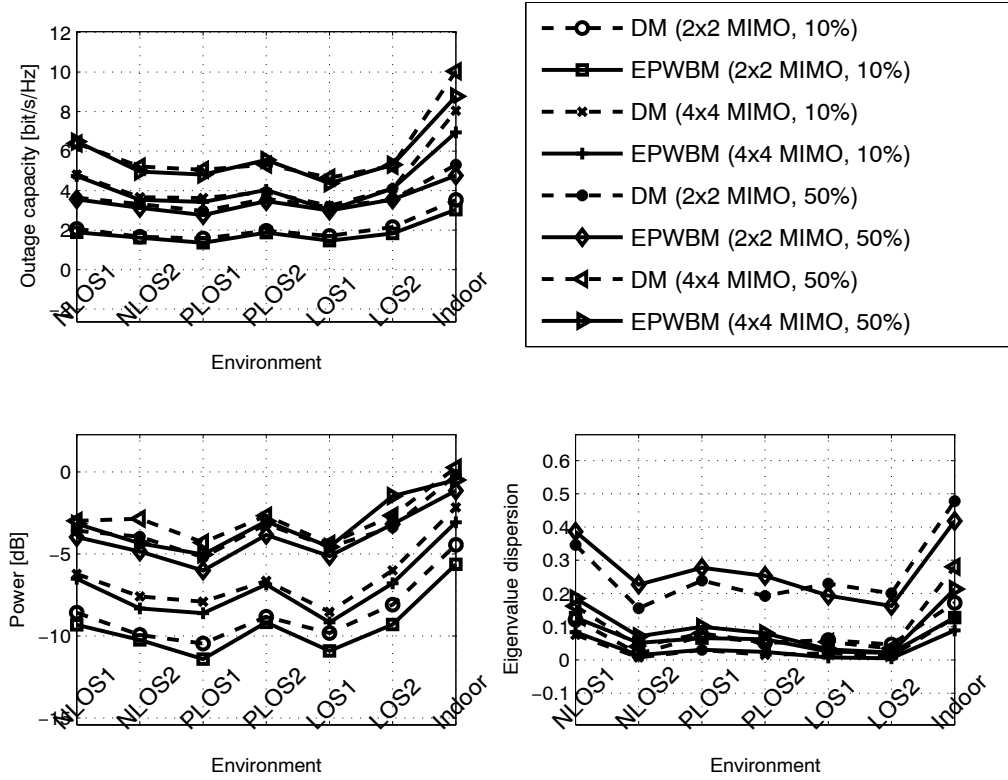 12
10
8
6
4
2
0
Outage capacity [bit/s/Hz]
NLOS1
NLOS2
PLOS1
PLOS2
LOS1
LOS2
Indoor
Environment
DM (2x2 MIMO, 10%)
EPWBM (2x2 MIMO, 10%)
DM (4x4 MIMO, 10%)
EPWBM (4x4 MIMO, 10%)
DM (2x2 MIMO, 50%)
EPWBM (2x2 MIMO, 50%)
DM (4x4 MIMO, 50%)
EPWBM (4x4 MIMO, 50%)
0
−5
−10
Power [dB]
NLOS1
NLOS2
PLOS1
PLOS2
LOS1
LOS2
Indoor
Environment
0.6
0.5
0.4
0.3
0.2
0.1
0
−0.1
Eigenvalue dispersion
NLOS1
NLOS2
PLOS1
PLOS2
LOS1
LOS2
Indoor
Environment